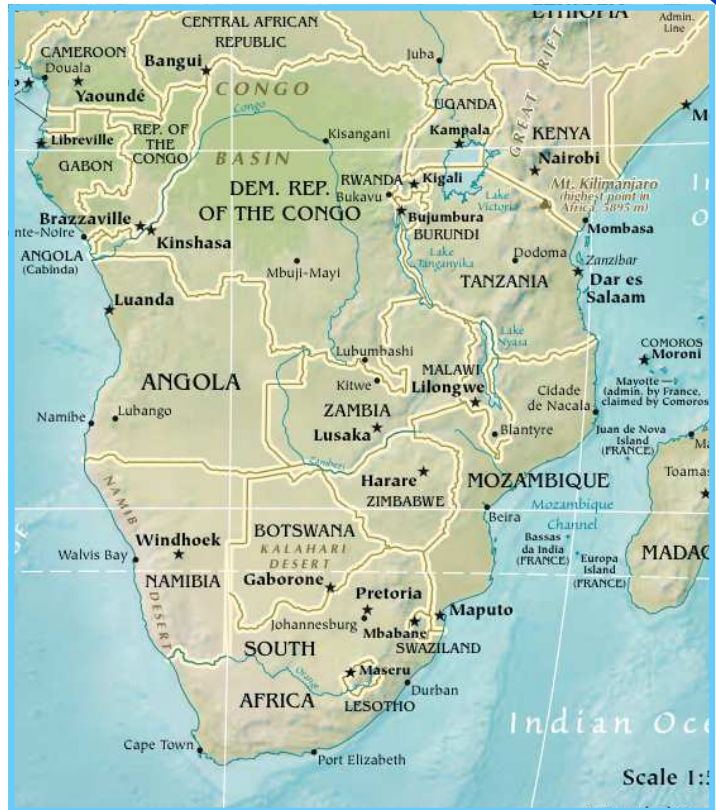 ETHIOPIA
Admin.
Line
CENTRAL AFRICAN
REPUBLIC
CAMEROON
Douala
Bangui
Juba
Yaoundé
CONGO
Congo
GREAT RIFT
UGANDA
Kampala
KENYA
Nairobi
Libreville
REP. OF
THE
CONGO
Kisangani
GABON
BASIN
DEM. REP.
OF THE CONGO
RWANDA
Kigali
Bukavu
Lake
Victoria
Mt. Kilimanjaro
(highest point in
Africa, 5895 m)
Brazzaville
Kinshasa
nte-Noire
Bujumbura
BURUNDI
Mombasa
ANGOLA
(Cabinda)
Mbuji-Mayi
Lake
Tanganyika
Dodoma
Zanzibar
TANZANIA
Dar es
Salaam
Luanda
Lake
Nyasa
COMOROS
Moroni
Lubumbashi
MALAWI
Mayotte
(admin. by France,
claimed by Comoros
ANGOLA
Kitwe
Lilongwe
Cidade
de Nacala
ZAMBIA
Namibe
Lubango
Lusaka
Blantyre
Juan de Nova
Island
(FRANCE)
Ma
Toamas
Zambezi
Harare
MOZAMBIQUE
ZIMBABWE
NAMIB
DESERT
Beira
Mozambique
Channel
BOTSWANA
KALAHARI
DESERT
Bassas
da India
(FRANCE)
Europa
Island
(FRANCE)
MADAG
Windhoek
Walvis Bay
NAMIBIA
Gaborone
Pretoria
Johannesburg
Maputo
Mbabane
SWAZILAND
SOUTH
AFRICA
Orange
Maseru
LESOTHO
Durban
Indian Oce
Cape Town
Port Elizabeth
Scale 1:5